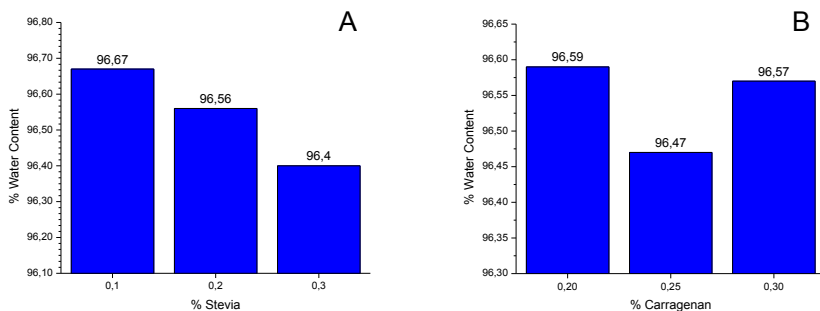 A
96,80
96,70
96,60
96,50
96,40
96,30
96,20
96,10
% Water Content
96,67
96,56
96,4
0,1 0,2 0,3
% Stevia
B
96,65
96,60
96,55
96,50
96,45
96,40
96,35
96,30
% Water Content
96,59
96,47
96,57
0,20 0,25 0,30
% Carragenan